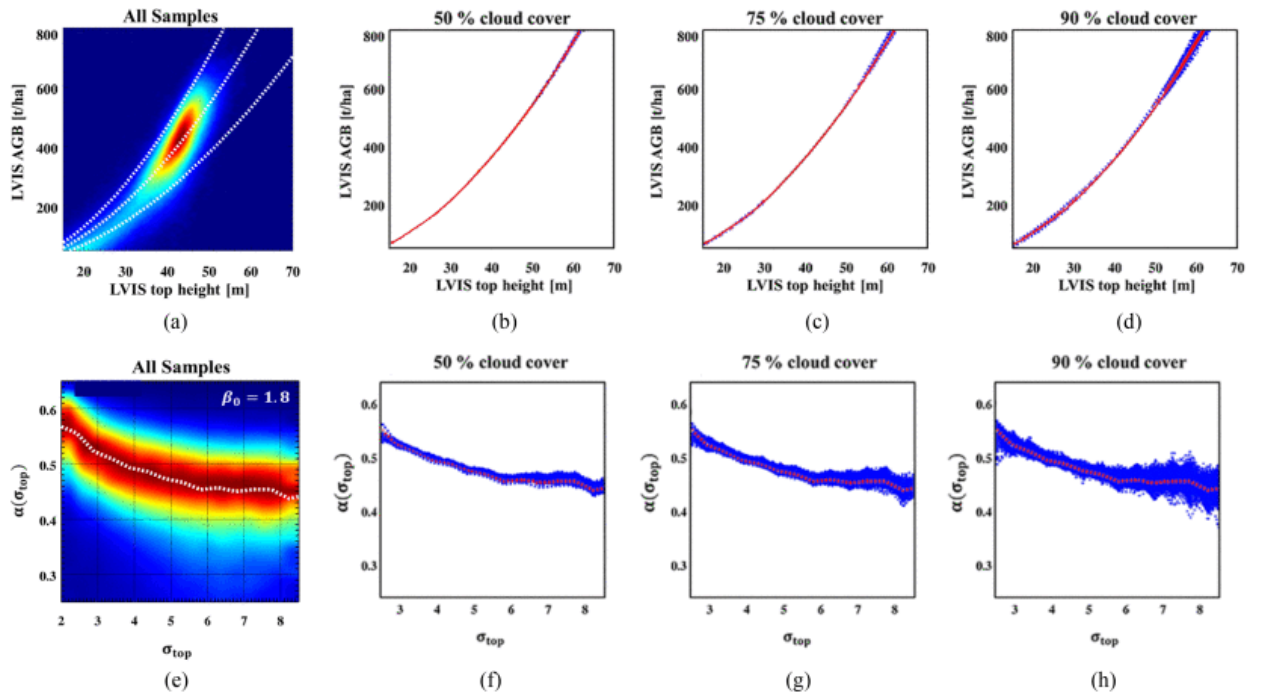 All Samples
50 % cloud cover
75 % cloud cover
90 % cloud cover
LVIS AGB [t/ha]
800
600
400
200
20 30 40 50 60 70
LVIS top height [m]
(a)
LVIS AGB [t/ha]
800
600
400
200
20 30 40 50 60 70
LVIS top height [m]
(b)
LVIS AGB [t/ha]
800
600
400
200
20 30 40 50 60 70
LVIS top height [m]
(c)
LVIS AGB [t/ha]
800
600
400
200
20 30 40 50 60 70
LVIS top height [m]
(d)
All Samples
50 % cloud cover
75 % cloud cover
90 % cloud cover
β₀ = 1.8
α(σtop)
0.6
0.5
0.4
0.3
2 3 4 5 6 7 8
σtop
(e)
α(σtop)
0.6
0.5
0.4
0.3
3 4 5 6 7 8
σtop
(f)
α(σtop)
0.6
0.5
0.4
0.3
3 4 5 6 7 8
σtop
(g)
α(σtop)
0.6
0.5
0.4
0.3
3 4 5 6 7 8
σtop
(h)